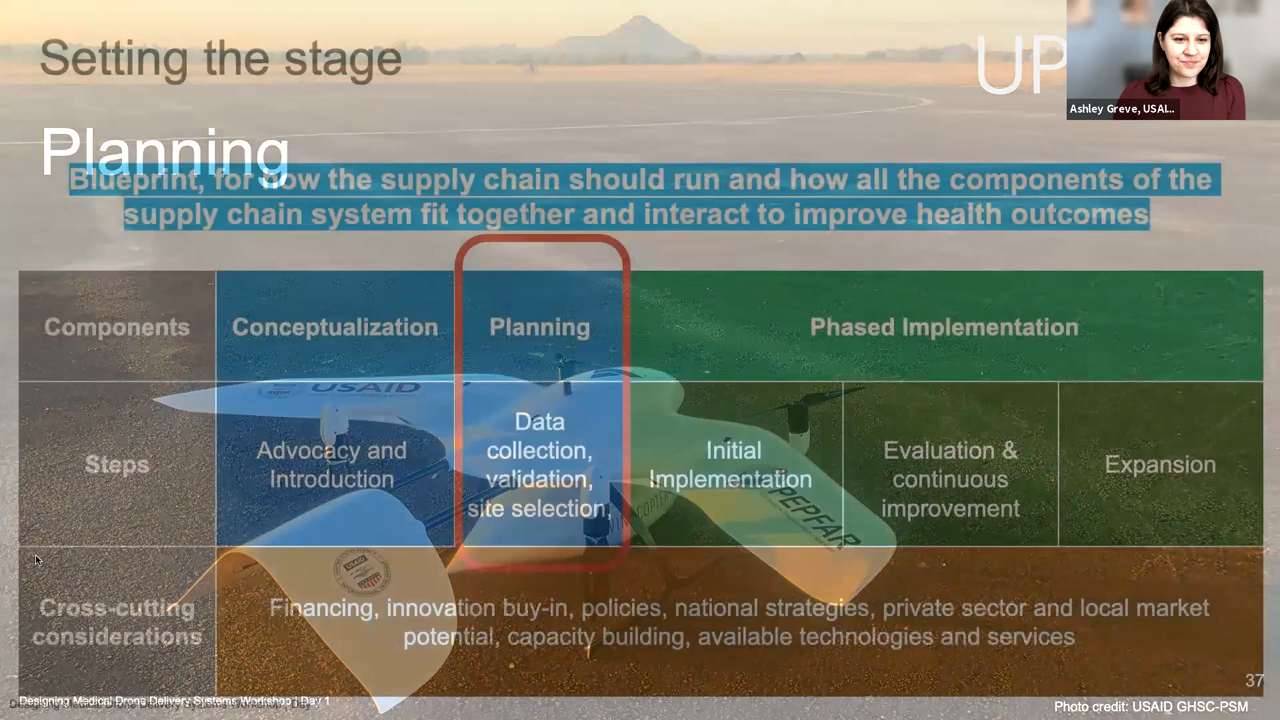 Setting the stage
UP
Ashley Greve, USAI...
Planning
Blueprint, for how the supply chain should run and how all the components of the
supply chain system fit together and interact to improve health outcomes
Components
Conceptualization
Planning
Phased Implementation
Steps
Advocacy and
Introduction
Data
collection,
validation,
site selection,
Initial
Implementation
Evaluation &
continuous
improvement
Expansion
USAID
PEPFAR
Cross-cutting
considerations
Financing, innovation buy-in, policies, national strategies, private sector and local market
potential, capacity building, available technologies and services
37
Designing Medical Drone Delivery Systems Workshop | Day 1
Photo credit: USAID GHSC-PSM